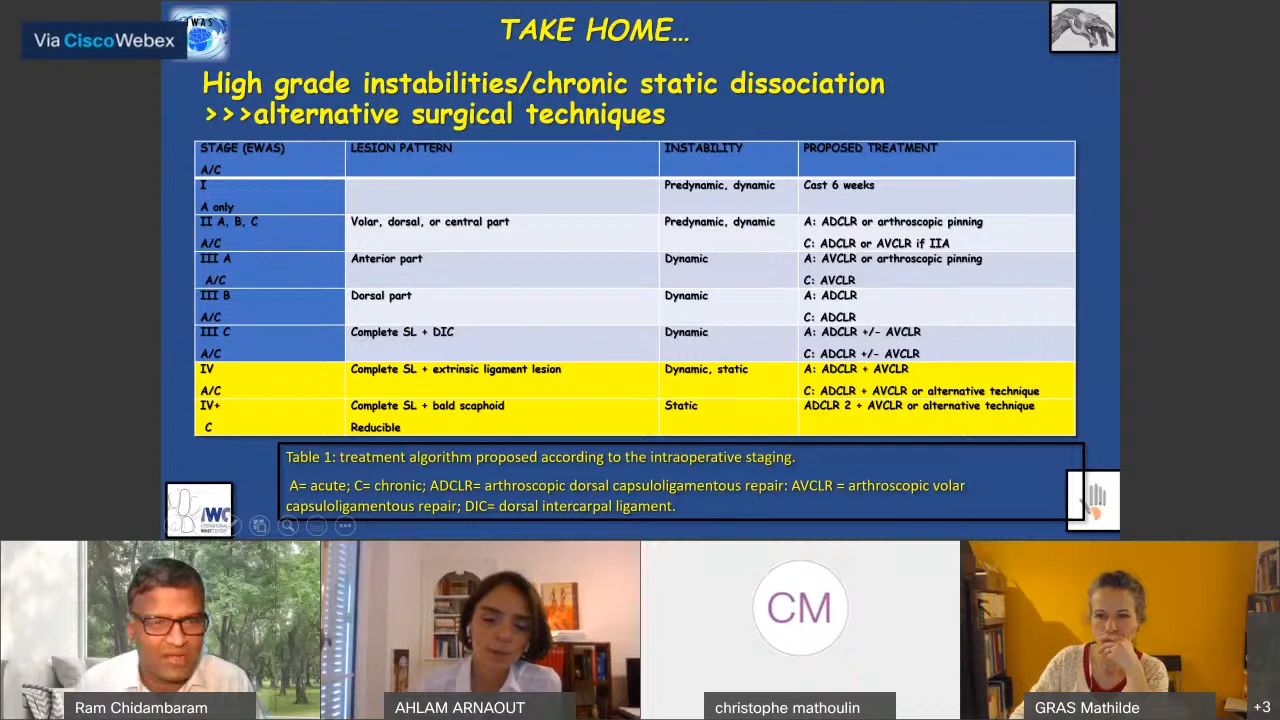 Via CiscoWebex
IWAS
TAKE HOME...
High grade instabilities/chronic static dissociation
>>>alternative surgical techniques
STAGE (EWAS) A/C LESION PATTERN INSTABILITY PROPOSED TREATMENT
I A only Predynamic, dynamic Cast 6 weeks
II A, B, C A/C Volar, dorsal, or central part Predynamic, dynamic A: ADCLR or arthroscopic pinning C: ADCLR or AVCLR if IIA
III A A/C Anterior part Dynamic A: AVCLR or arthroscopic pinning C: AVCLR
III B A/C Dorsal part Dynamic A: ADCLR C: ADCLR
III C A/C Complete SL + DIC Dynamic A: ADCLR +/- AVCLR C: ADCLR +/- AVCLR
IV A/C Complete SL + extrinsic ligament lesion Dynamic, static A: ADCLR + AVCLR C: ADCLR + AVCLR or alternative technique
IV+ C Complete SL + bald scaphoid Reducible Static ADCLR 2 + AVCLR or alternative technique
Table 1: treatment algorithm proposed according to the intraoperative staging.
A= acute; C= chronic; ADCLR= arthroscopic dorsal capsuloligamentous repair: AVCLR = arthroscopic volar
capsuloligamentous repair; DIC= dorsal intercarpal ligament.
IWC
CM
Ram Chidambaram
AHLAM ARNAOUT
christophe mathoulin
GRAS Mathilde
+3